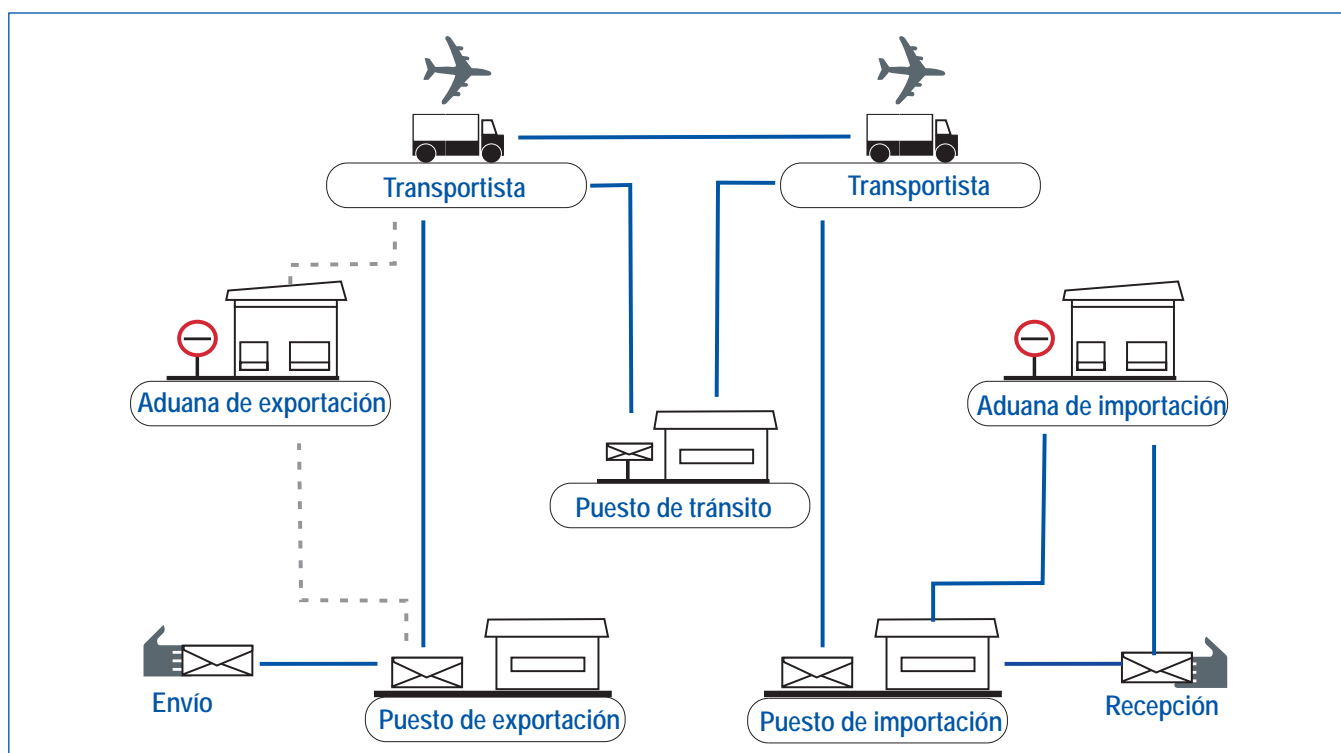 Transportista
Transportista
Aduana de exportación
Aduana de importación
Puesto de tránsito
Envío
Recepción
Puesto de exportación
Puesto de importación